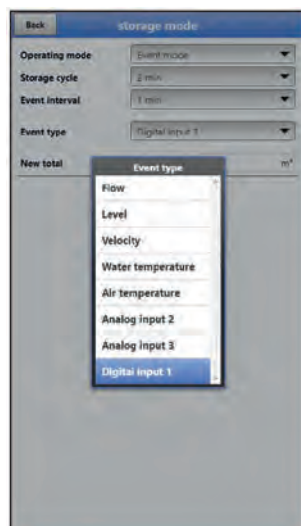 Back
storage mode
Operating mode Event mode
Storage cycle 2 min
Event interval 1 min
Event type Digital input 1
New total m³
Event type
Flow
Level
Velocity
Water temperature
Air temperature
Analog input 2
Analog input 3
Digital input 1